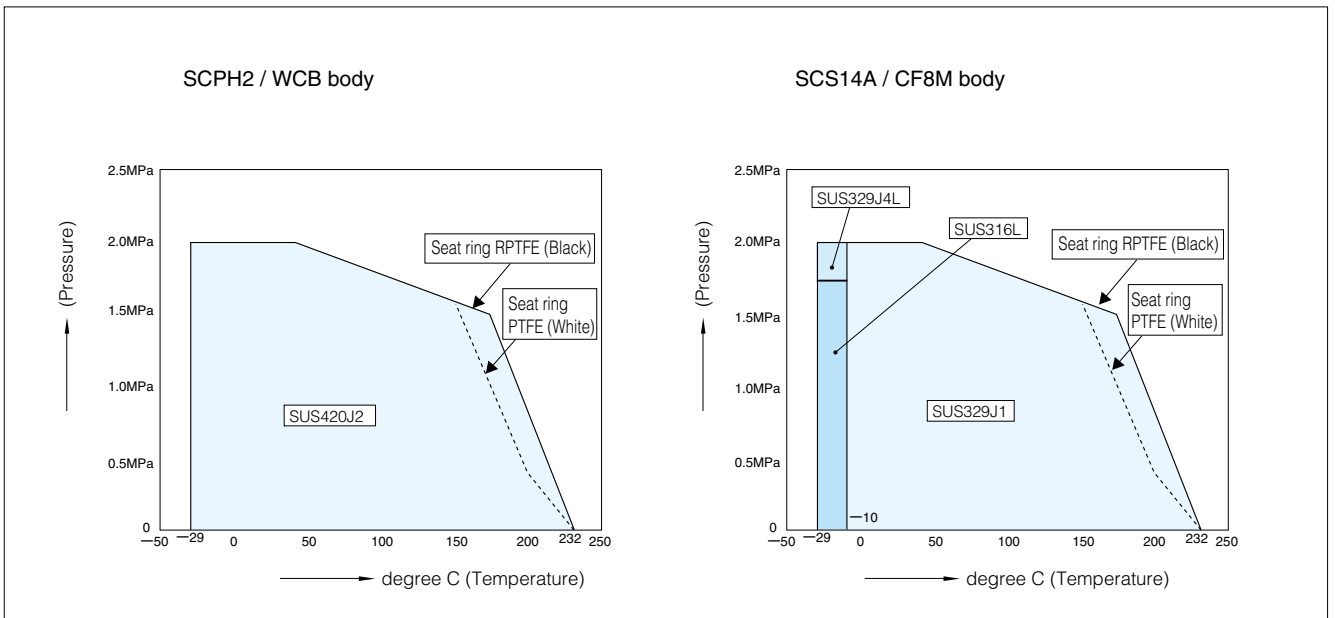 SCPH2 / WCB body
2.5MPa
2.0MPa
1.5MPa
1.0MPa
0.5MPa
0
(Pressure)
Seat ring RPTFE (Black)
Seat ring
PTFE (White)
SUS420J2
−50
−29
0
50
100
150
200
232
250
degree C (Temperature)
SCS14A / CF8M body
2.5MPa
2.0MPa
1.5MPa
1.0MPa
0.5MPa
0
(Pressure)
SUS329J4L
SUS316L
Seat ring RPTFE (Black)
Seat ring
PTFE (White)
SUS329J1
−10
−50
−29
0
50
100
150
200
232
250
degree C (Temperature)